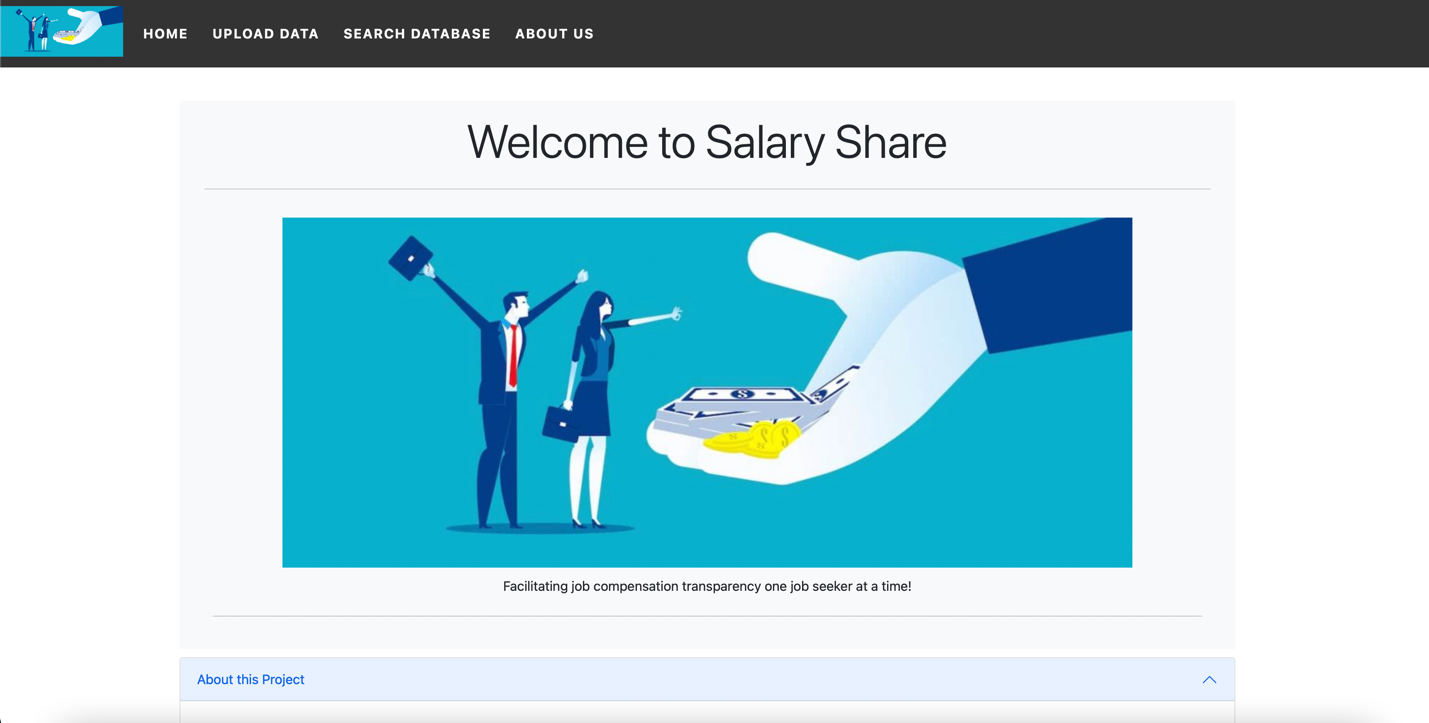 HOME UPLOAD DATA SEARCH DATABASE ABOUT US
Welcome to Salary Share
Facilitating job compensation transparency one job seeker at a time!
About this Project